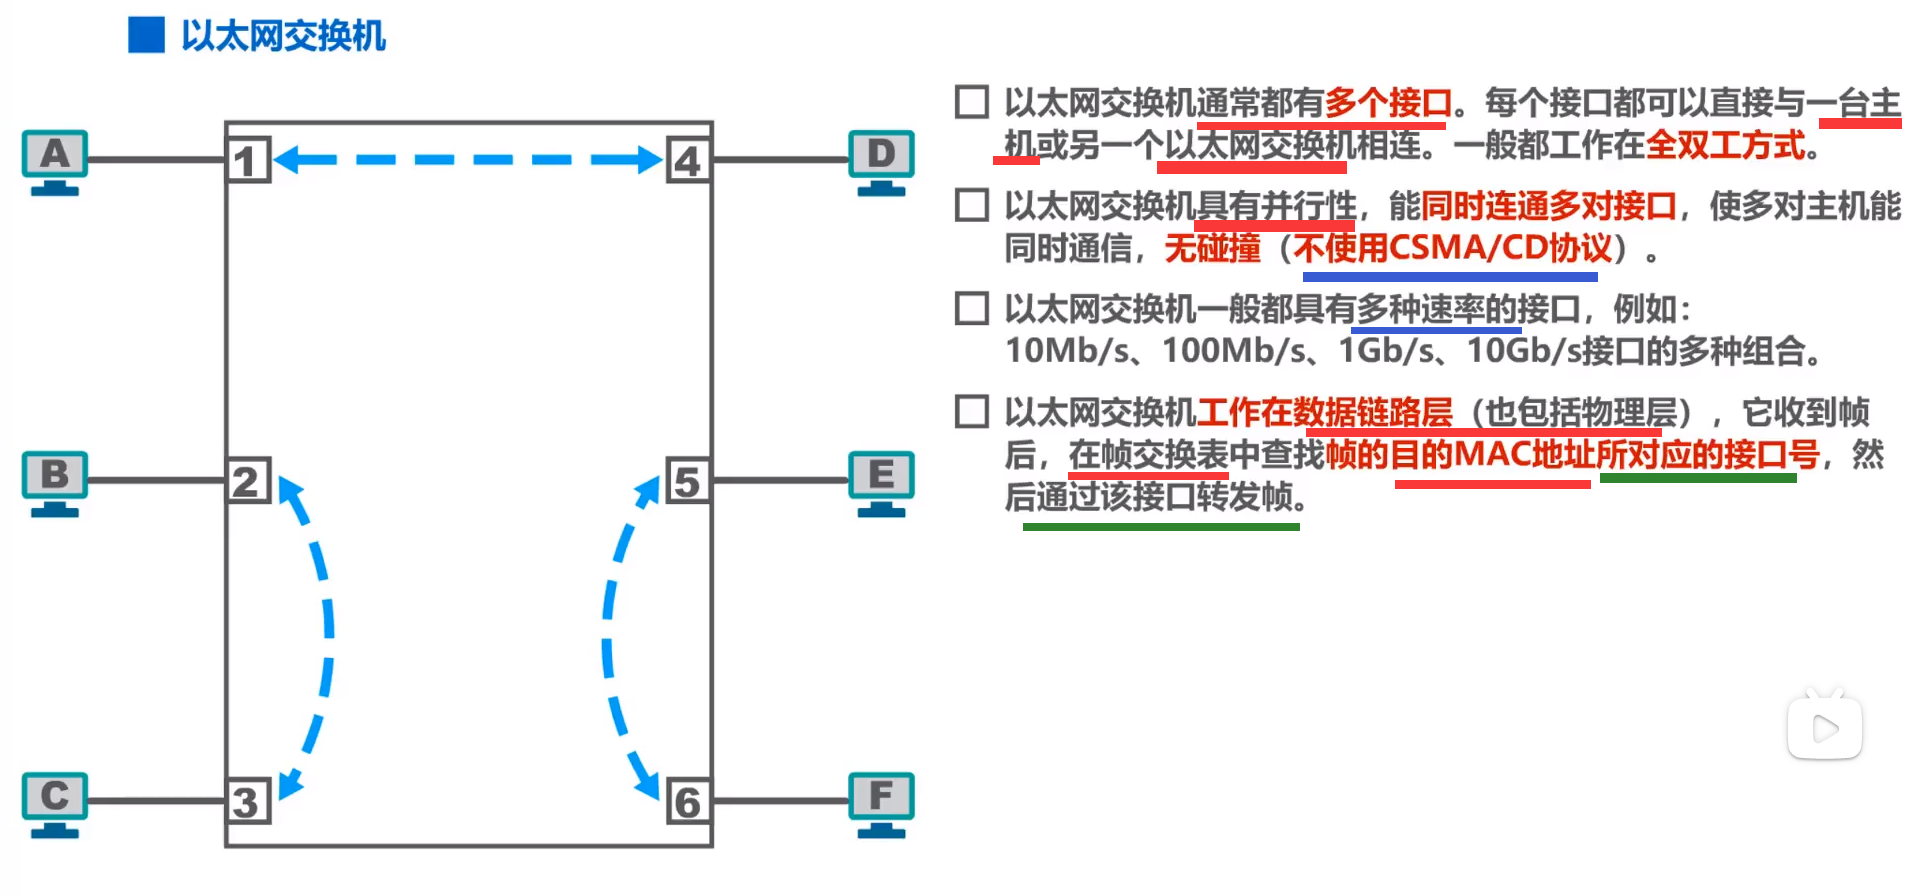 以太网交换机
A
1
4
D
B
2
5
E
C
3
6
F
以太网交换机通常都有多个接口。每个接口都可以直接与一台主
机或另一个以太网交换机相连。一般都工作在全双工方式。
以太网交换机具有并行性，能同时连通多对接口，使多对主机能
同时通信，无碰撞（不使用CSMA/CD协议）。
以太网交换机一般都具有多种速率的接口，例如：
10Mb/s、100Mb/s、1Gb/s、10Gb/s接口的多种组合。
以太网交换机工作在数据链路层（也包括物理层），它收到帧
后，在帧交换表中查找帧的目的MAC地址所对应的接口号，然
后通过该接口转发帧。